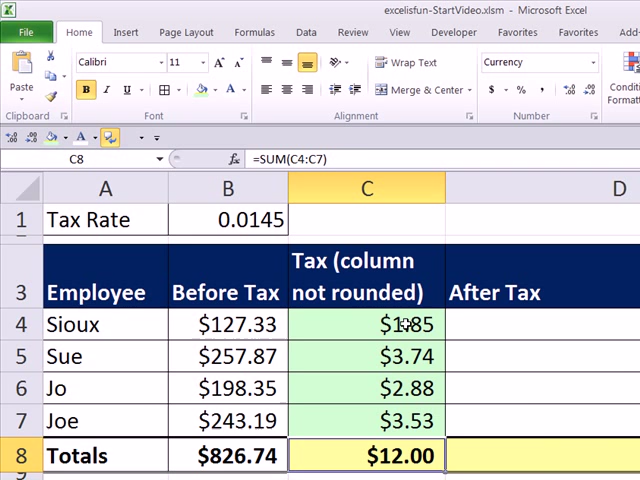 excelisfun-StartVideo.xlsm - Microsoft Excel
File Home Insert Page Layout Formulas Data Review View Developer Favorites Favorites A
Paste Calibri 11 A A Wrap Text Currency
B I U A Merge & Center $ % , .00 Formatting
Clipboard Font Alignment Number
C8 fx =SUM(C4:C7)
A B C D
1 Tax Rate 0.0145
3 Employee Before Tax Tax (column not rounded) After Tax
4 Sioux $127.33 $1.85
5 Sue $257.87 $3.74
6 Jo $198.35 $2.88
7 Joe $243.19 $3.53
8 Totals $826.74 $12.00
9